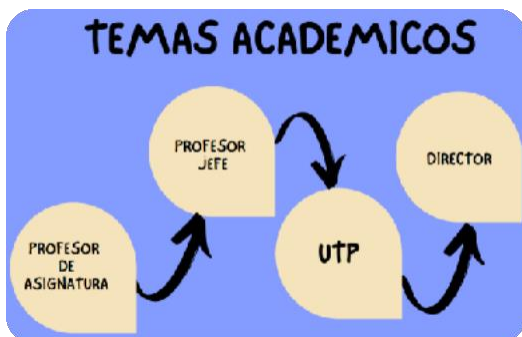 TEMAS ACADEMICOS
PROFESOR
DE
ASIGNATURA
PROFESOR
JEFE
UTP
DIRECTOR